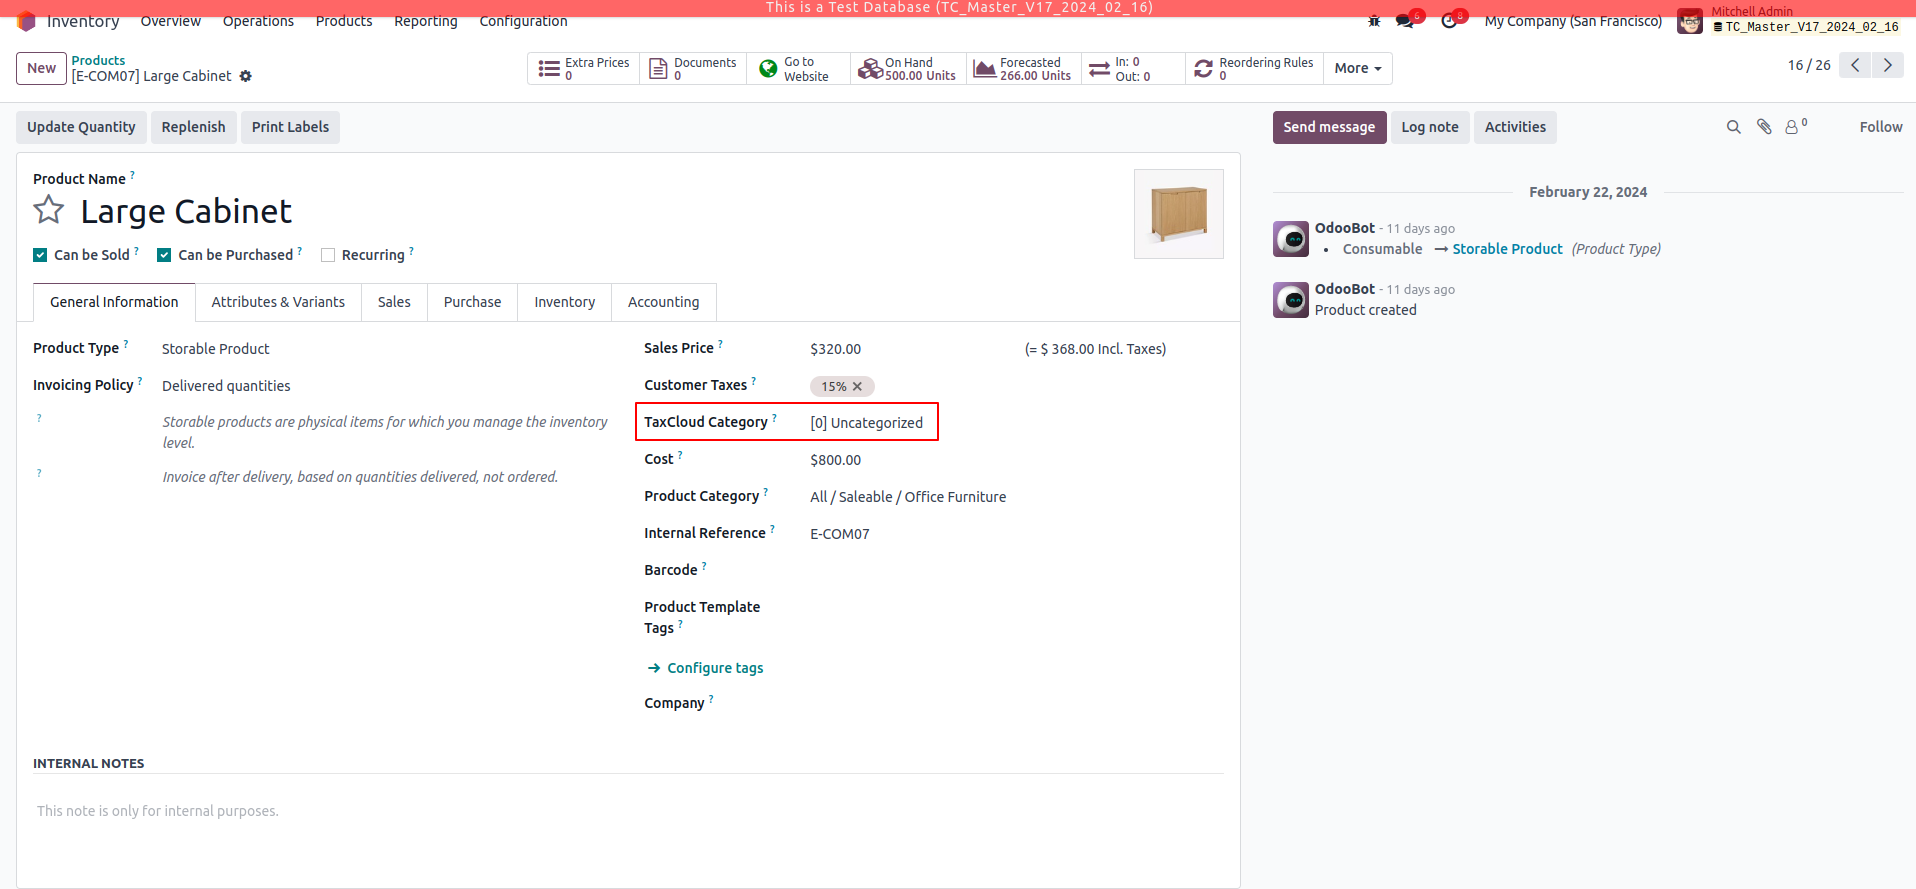 This is a Test Database (TC_Master_V17_2024_02_16)
Inventory Overview Operations Products Reporting Configuration
6 8 My Company (San Francisco) Mitchell Admin
TC_Master_V17_2024_02_16
New
Products
[E-COM07] Large Cabinet
Extra Prices
0
Documents
0
Go to
Website
On Hand
500.00 Units
Forecasted
266.00 Units
In: 0
Out: 0
Reordering Rules
0
More
16 / 26
Update Quantity Replenish Print Labels
Send message Log note Activities
0
Follow
Product Name ?
Large Cabinet
Can be Sold ? Can be Purchased ? Recurring ?
General Information Attributes & Variants Sales Purchase Inventory Accounting
Product Type ? Storable Product
Invoicing Policy ? Delivered quantities
? Storable products are physical items for which you manage the inventory
level.
? Invoice after delivery, based on quantities delivered, not ordered.
Sales Price ? $320.00 (= $ 368.00 Incl. Taxes)
Customer Taxes ? 15%
TaxCloud Category ? [0] Uncategorized
Cost ? $800.00
Product Category ? All / Saleable / Office Furniture
Internal Reference ? E-COM07
Barcode ?
Product Template
Tags ?
Configure tags
Company ?
INTERNAL NOTES
This note is only for internal purposes.
February 22, 2024
OdooBot - 11 days ago
Consumable → Storable Product (Product Type)
OdooBot - 11 days ago
Product created